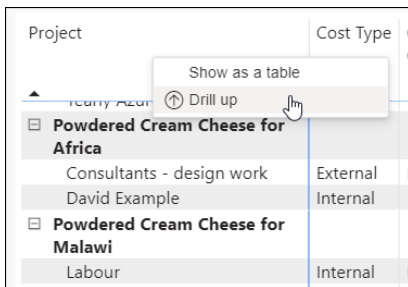 Project Cost Type
Show as a table
Drill up
Powdered Cream Cheese for
Africa
Consultants - design work External
David Example Internal
Powdered Cream Cheese for
Malawi
Labour Internal